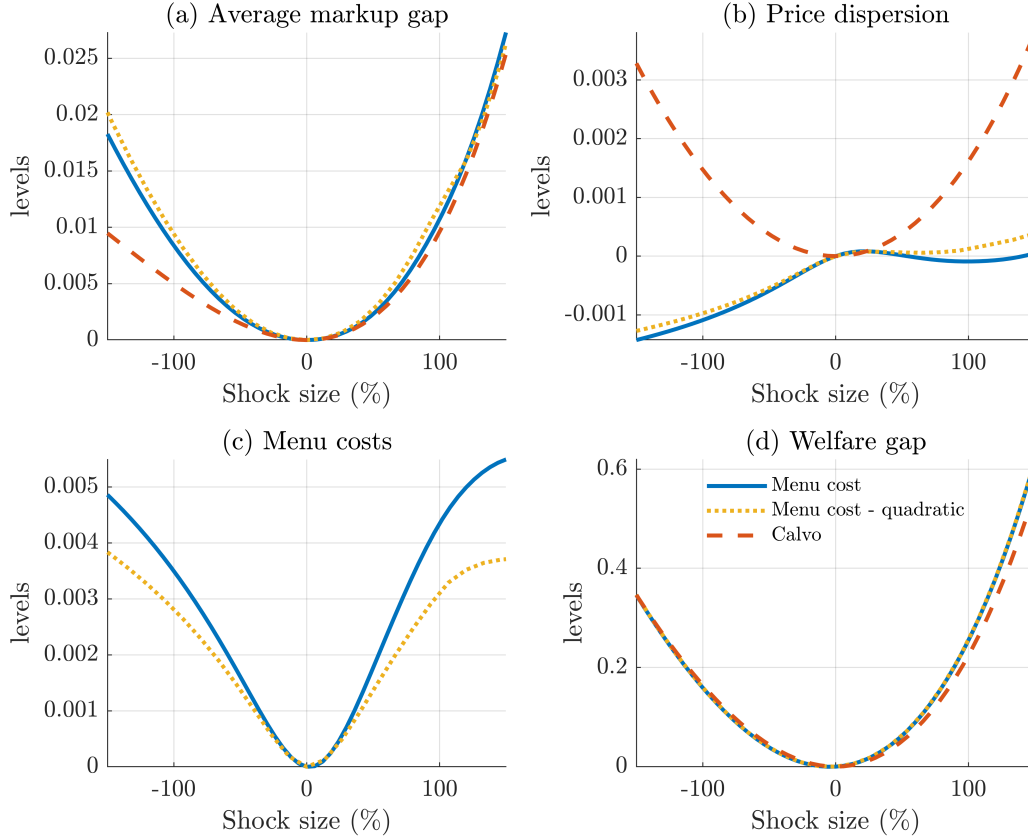 (a) Average markup gap
0.025
0.02
0.015
0.01
0.005
0
levels
-100
0
100
Shock size (%)
(b) Price dispersion
0.003
0.002
0.001
0
-0.001
levels
-100
0
100
Shock size (%)
(c) Menu costs
0.005
0.004
0.003
0.002
0.001
0
levels
-100
0
100
Shock size (%)
(d) Welfare gap
0.6
0.4
0.2
0
levels
Menu cost
Menu cost - quadratic
Calvo
-100
0
100
Shock size (%)